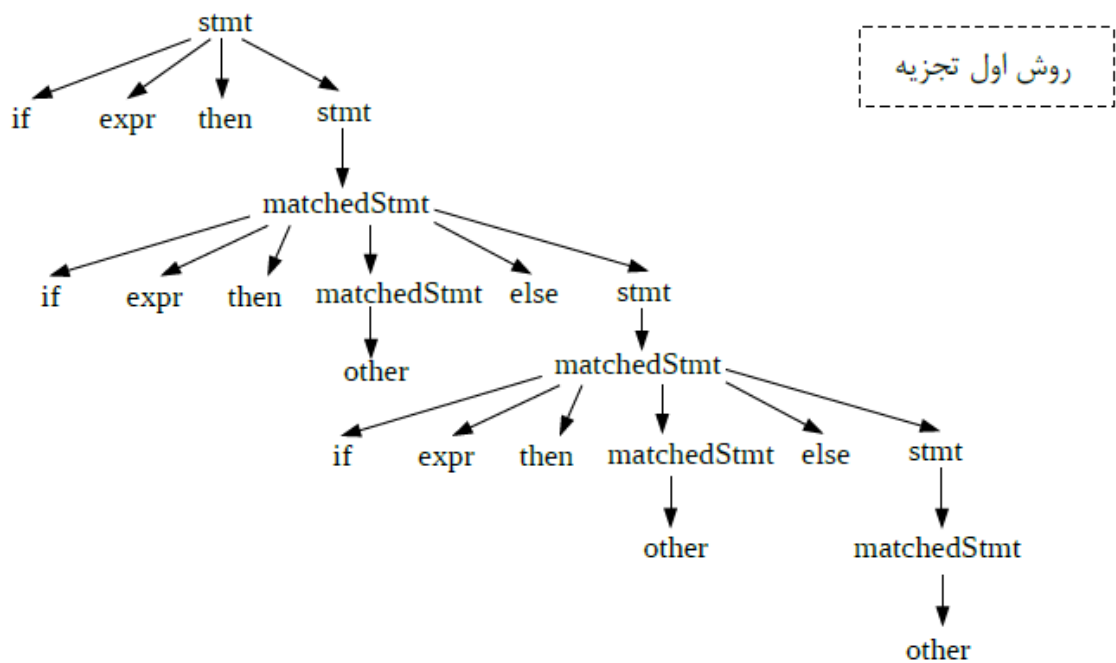 stmt
روش اول تجزیه
if expr then stmt
matchedStmt
if expr then matchedStmt else stmt
other
matchedStmt
if expr then matchedStmt else stmt
other
matchedStmt
other